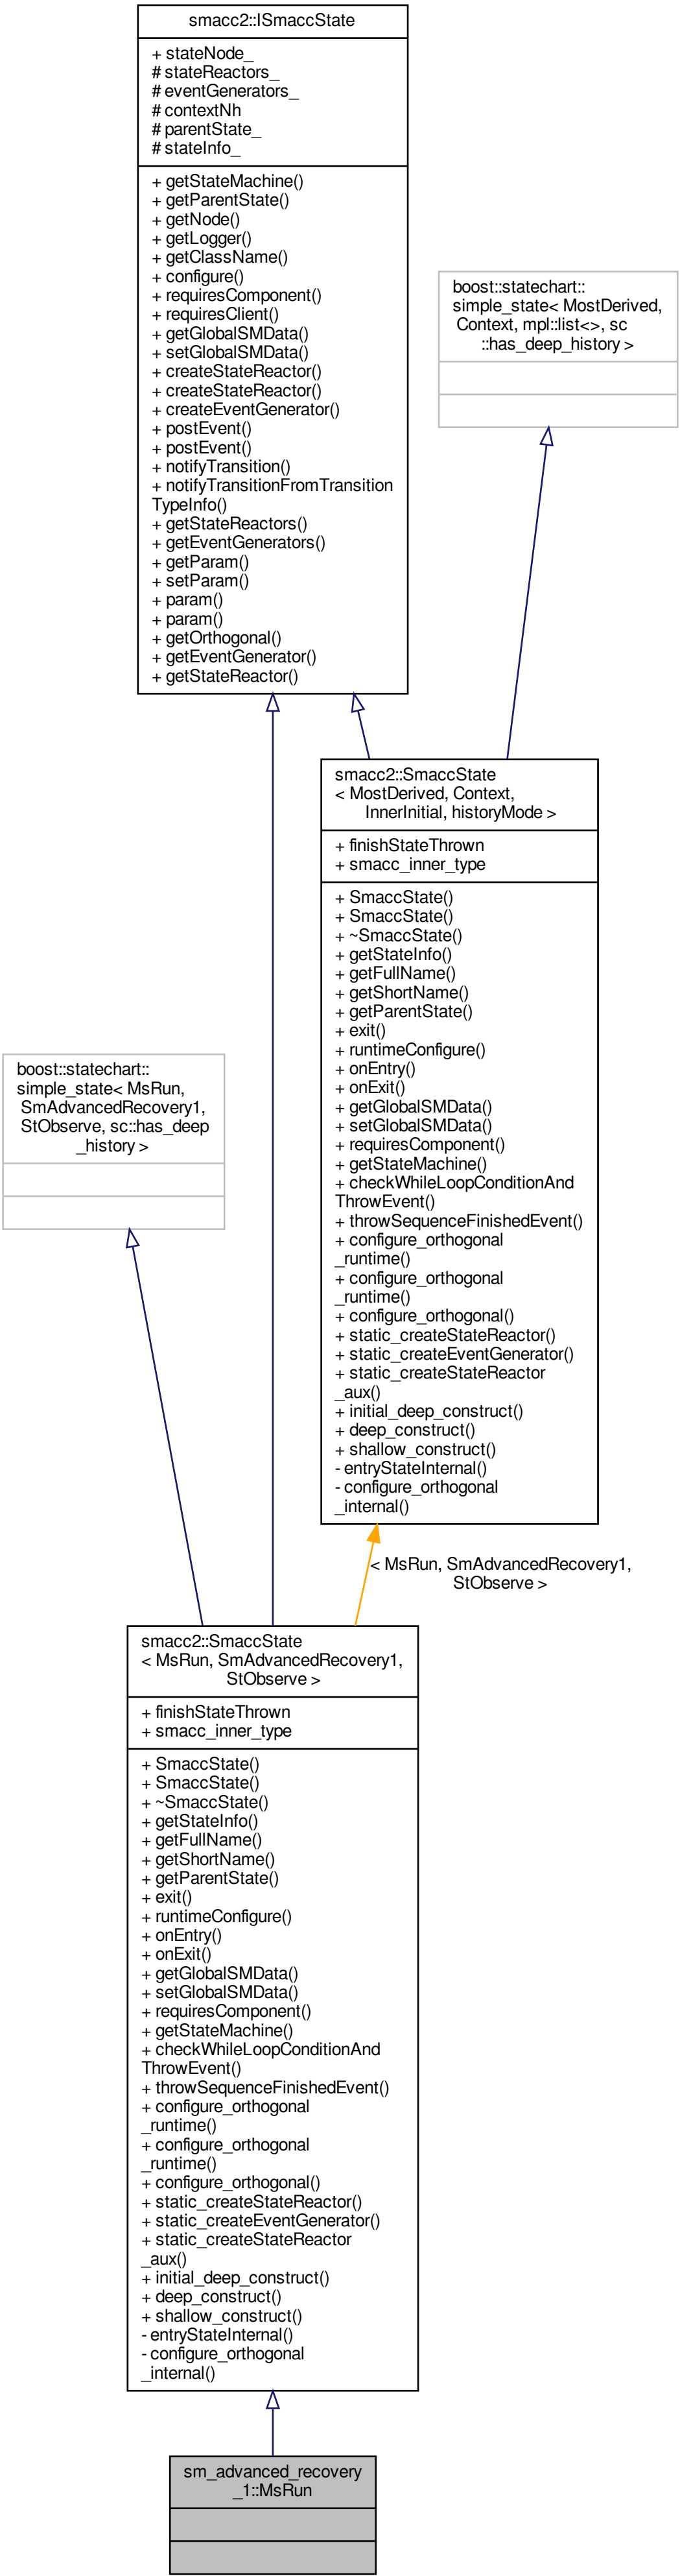 smacc2::ISmaccState
+ stateNode_
# stateReactors_
# eventGenerators_
# contextNh
# parentState_
# stateInfo_
+ getStateMachine()
+ getParentState()
+ getNode()
+ getLogger()
+ getClassName()
+ configure()
+ requiresComponent()
+ requiresClient()
+ getGlobalSMData()
+ setGlobalSMData()
+ createStateReactor()
+ createStateReactor()
+ createEventGenerator()
+ postEvent()
+ postEvent()
+ notifyTransition()
+ notifyTransitionFromTransition
TypeInfo()
+ getStateReactors()
+ getEventGenerators()
+ getParam()
+ setParam()
+ param()
+ param()
+ getOrthogonal()
+ getEventGenerator()
+ getStateReactor()
boost::statechart::
simple_state< MostDerived,
Context, mpl::list<>, sc
::has_deep_history >
smacc2::SmaccState
< MostDerived, Context,
InnerInitial, historyMode >
+ finishStateThrown
+ smacc_inner_type
+ SmaccState()
+ SmaccState()
+ ~SmaccState()
+ getStateInfo()
+ getFullName()
+ getShortName()
+ getParentState()
+ exit()
+ runtimeConfigure()
+ onEntry()
+ onExit()
+ getGlobalSMData()
+ setGlobalSMData()
+ requiresComponent()
+ getStateMachine()
+ checkWhileLoopConditionAnd
ThrowEvent()
+ throwSequenceFinishedEvent()
+ configure_orthogonal
_runtime()
+ configure_orthogonal
_runtime()
+ configure_orthogonal()
+ static_createStateReactor()
+ static_createEventGenerator()
+ static_createStateReactor
_aux()
+ initial_deep_construct()
+ deep_construct()
+ shallow_construct()
- entryStateInternal()
- configure_orthogonal
_internal()
boost::statechart::
simple_state< MsRun,
SmAdvancedRecovery1,
StObserve, sc::has_deep
_history >
< MsRun, SmAdvancedRecovery1,
StObserve >
smacc2::SmaccState
< MsRun, SmAdvancedRecovery1,
StObserve >
+ finishStateThrown
+ smacc_inner_type
+ SmaccState()
+ SmaccState()
+ ~SmaccState()
+ getStateInfo()
+ getFullName()
+ getShortName()
+ getParentState()
+ exit()
+ runtimeConfigure()
+ onEntry()
+ onExit()
+ getGlobalSMData()
+ setGlobalSMData()
+ requiresComponent()
+ getStateMachine()
+ checkWhileLoopConditionAnd
ThrowEvent()
+ throwSequenceFinishedEvent()
+ configure_orthogonal
_runtime()
+ configure_orthogonal
_runtime()
+ configure_orthogonal()
+ static_createStateReactor()
+ static_createEventGenerator()
+ static_createStateReactor
_aux()
+ initial_deep_construct()
+ deep_construct()
+ shallow_construct()
- entryStateInternal()
- configure_orthogonal
_internal()
sm_advanced_recovery
_1::MsRun